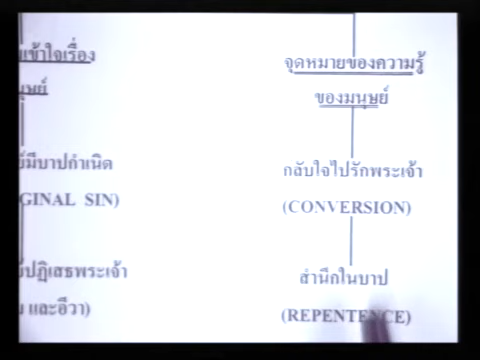 เข้าใจเรื่อง
จุดหมายของความรู้
ของมนุษย์
มีบาปกำเนิด
กลับใจไปรักพระเจ้า
GINAL SIN)
(CONVERSION)
ปฏิเสธพระเจ้า
สำนึกในบาป
และอีวา)
(REPENTENCE)